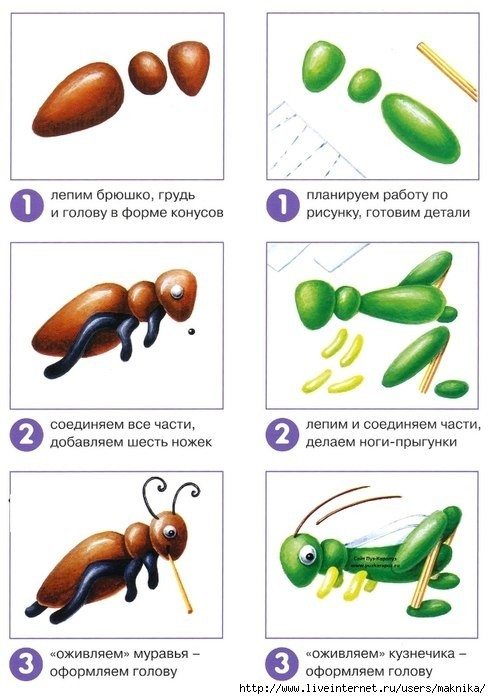 1 лепим брюшко, грудь
и голову в форме конусов
1 планируем работу по
рисунку, готовим детали
2 соединяем все части,
добавляем шесть ножек
2 лепим и соединяем части,
делаем ноги-прыгунки
3 «оживляем» муравья –
оформляем голову
3 «оживляем» кузнечика –
оформляем голову
http://www.liveinternet.ru/users/maknika/